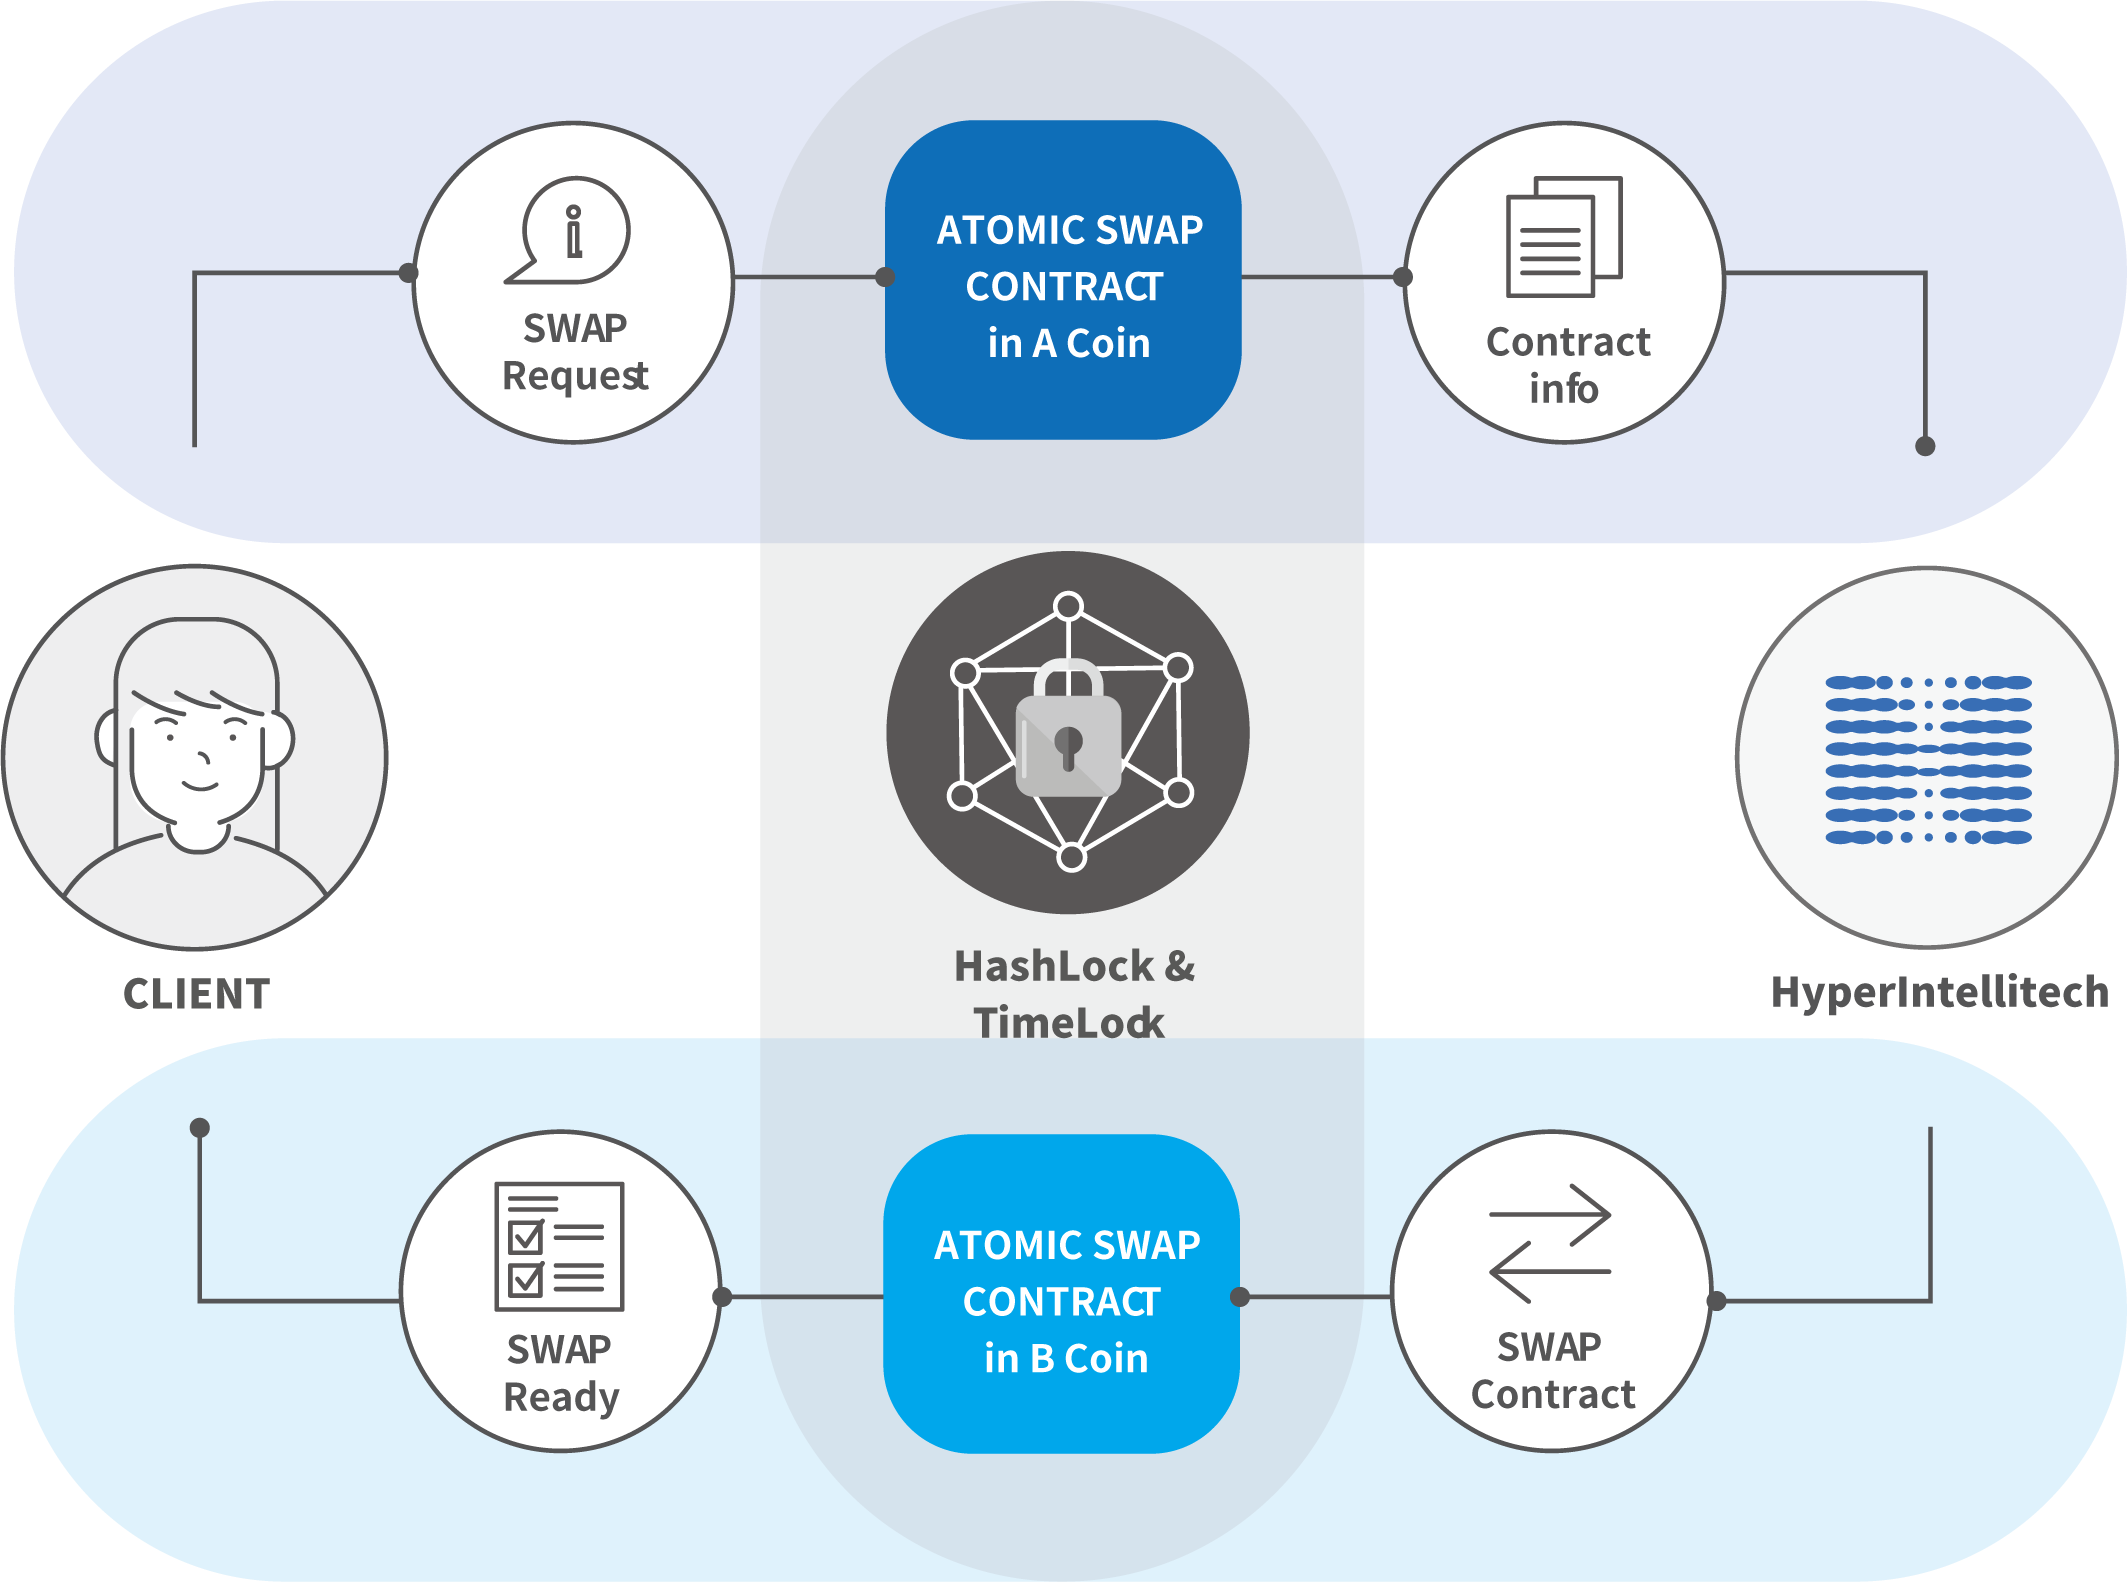 SWAP
Request
ATOMIC SWAP
CONTRACT
in A Coin
Contract
info
CLIENT
HashLock &
TimeLock
HyperIntellitech
SWAP
Ready
ATOMIC SWAP
CONTRACT
in B Coin
SWAP
Contract